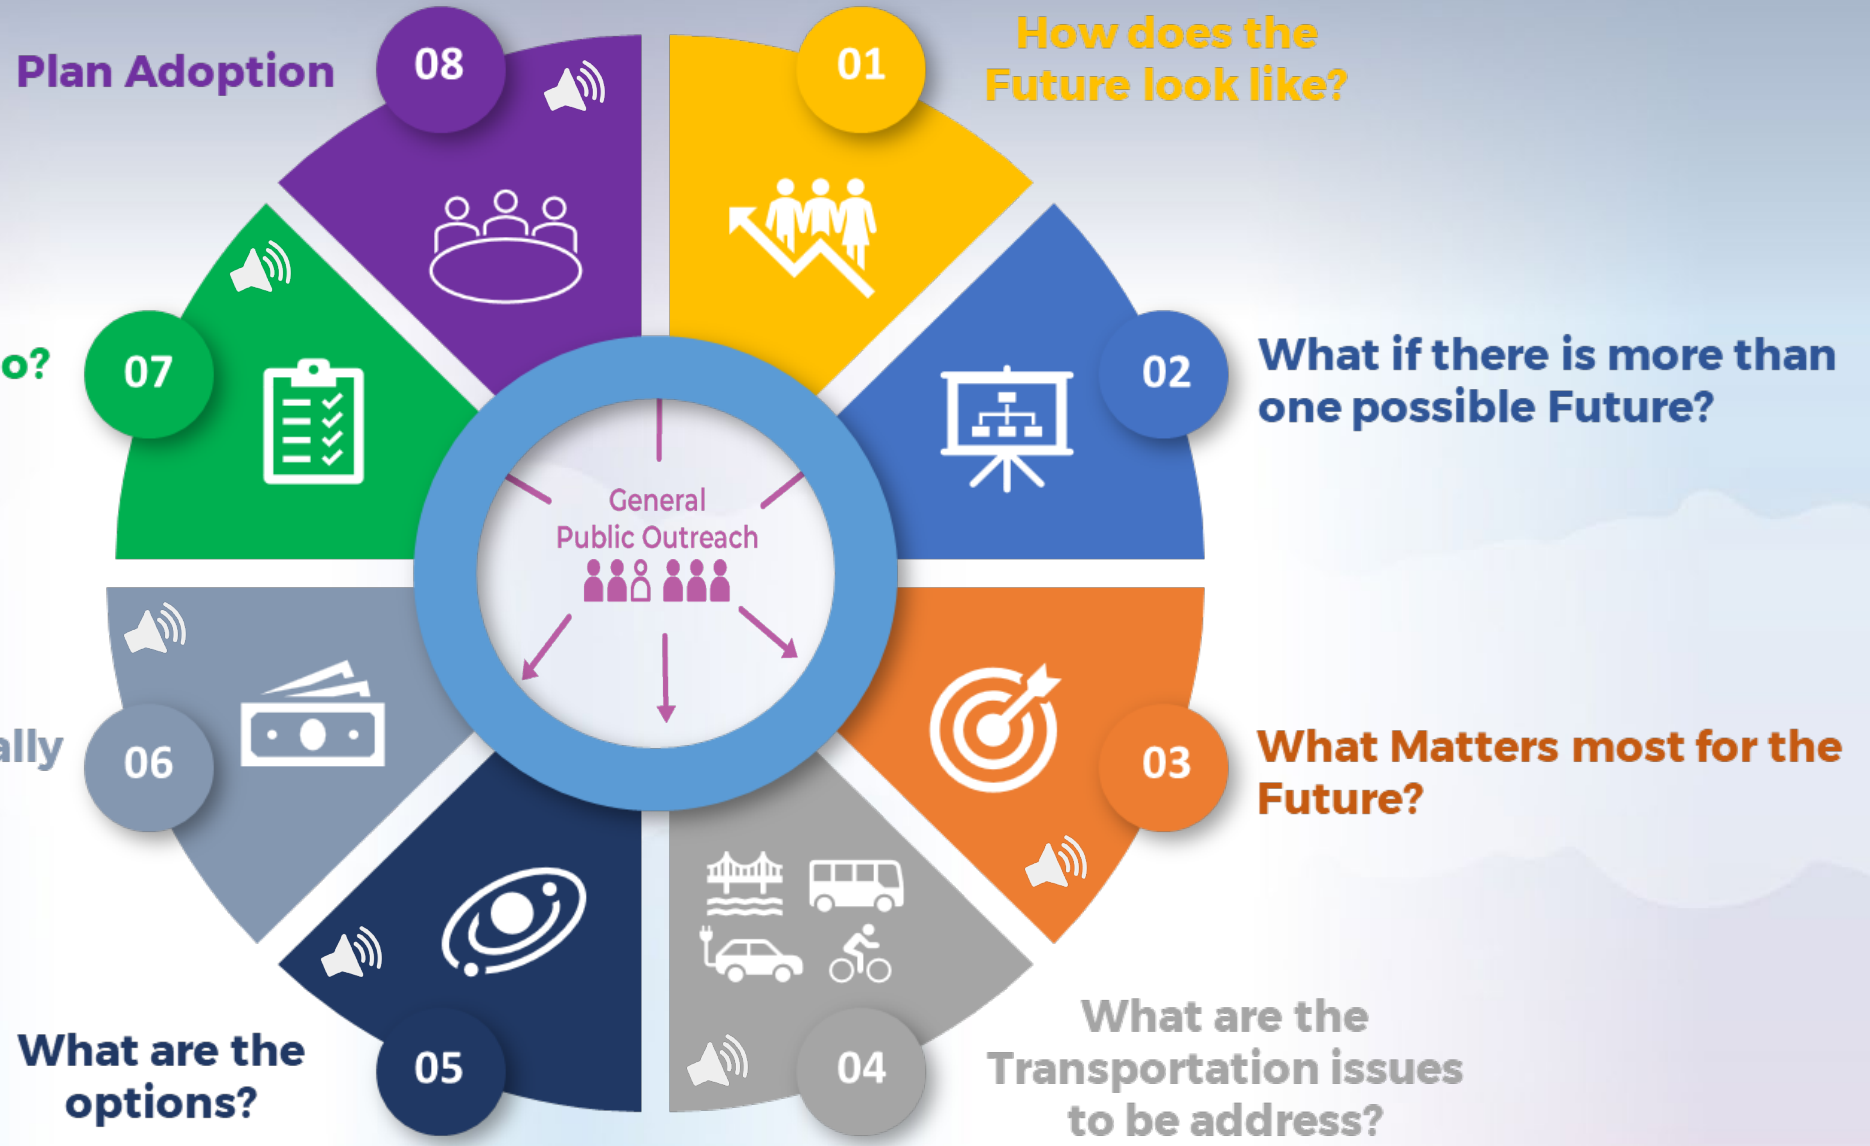 Plan Adoption
08
01
How does the
Future look like?
02
What if there is more than
one possible Future?
03
What Matters most for the
Future?
04
What are the
Transportation issues
to be address?
05
What are the
options?
06
07
o?
General
Public Outreach